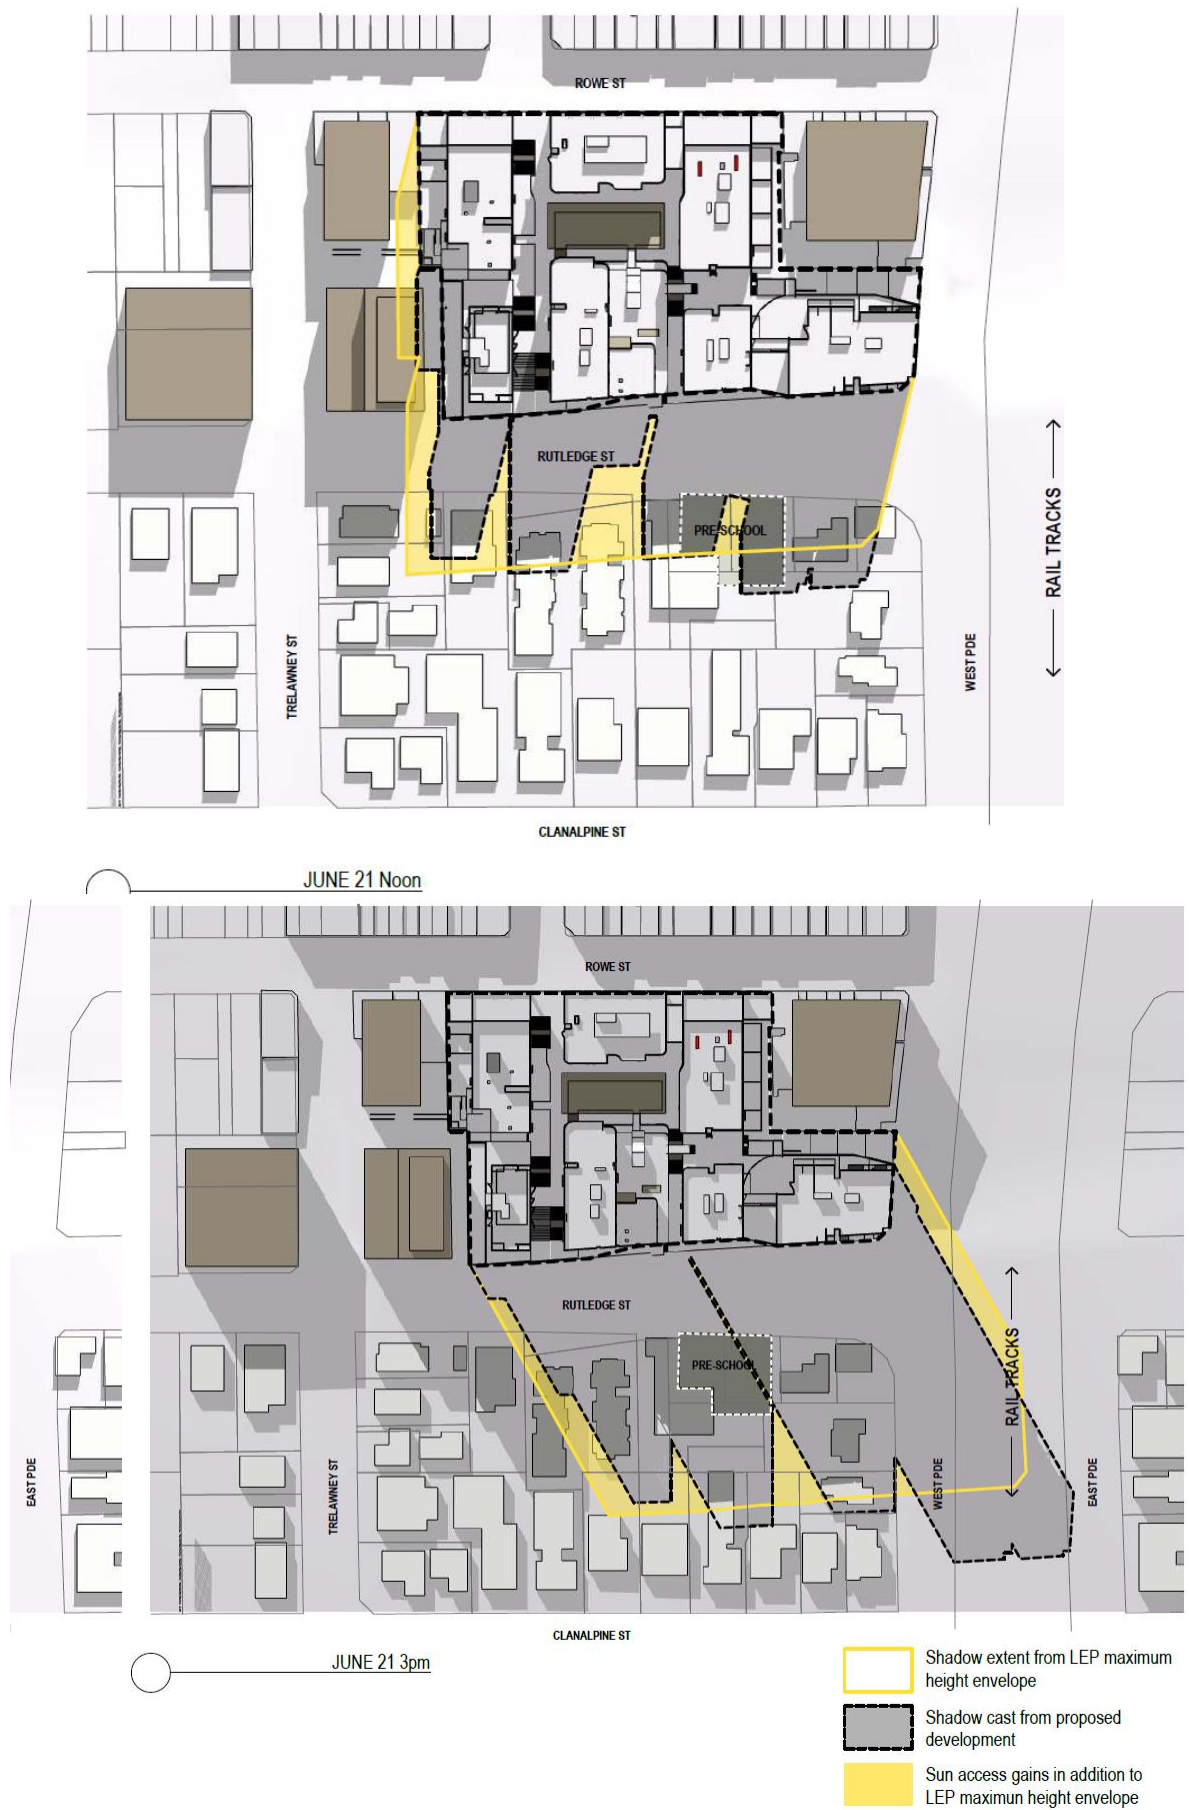 ROWE ST
RUTLEDGE ST
PRE-SCHOOL
RAIL TRACKS
TRELAWNEY ST
WEST PDE
CLANALPINE ST
JUNE 21 Noon
ROWE ST
RUTLEDGE ST
PRE-SCHOOL
RAIL TRACKS
EAST PDE
TRELAWNEY ST
WEST PDE
EAST PDE
CLANALPINE ST
JUNE 21 3pm
Shadow extent from LEP maximum
height envelope
Shadow cast from proposed
development
Sun access gains in addition to
LEP maximun height envelope